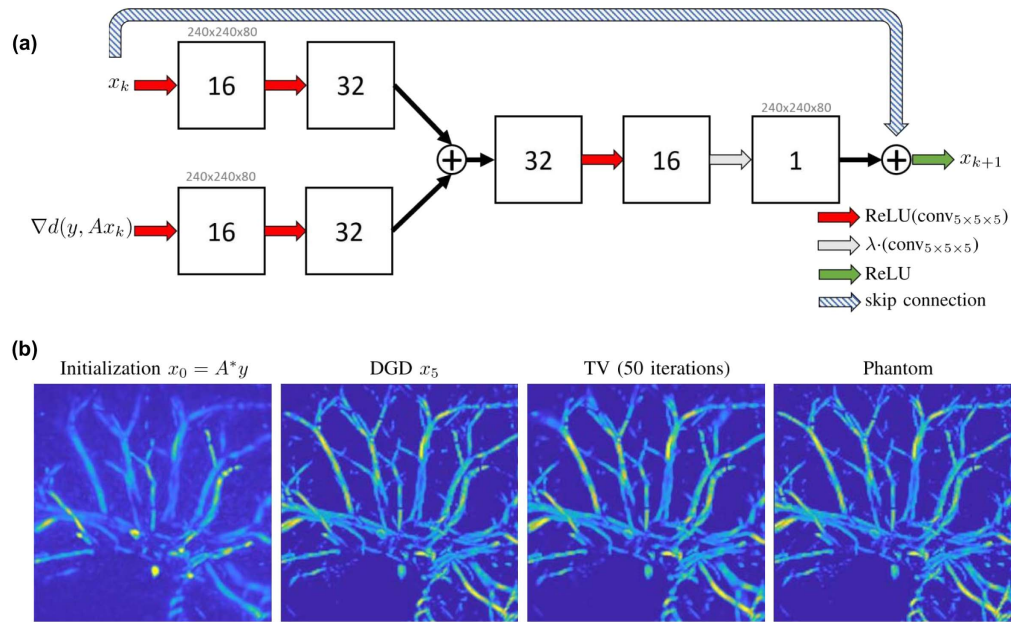 (a)
240x240x80
x_k
16
32
240x240x80
32
16
1
x_{k+1}
240x240x80
∇d(y, Ax_k)
16
32
ReLU(conv_{5×5×5})
λ·(conv_{5×5×5})
ReLU
skip connection
(b)
Initialization x_0 = A*y
DGD x_5
TV (50 iterations)
Phantom